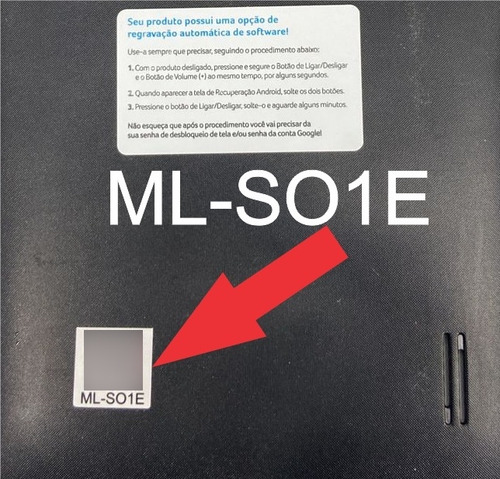 Seu produto possui uma opção de
regravação automática de software!
Use-a sempre que precisar, seguindo o procedimento abaixo:
1. Com o produto desligado, pressione e segure o Botão de Ligar/Desligar
e o Botão de Volume (+) ao mesmo tempo, por alguns segundos.
2. Quando aparecer a tela de Recuperação Android, solte os dois botões.
3. Pressione o botão de Ligar/Desligar, solte-o e aguarde alguns minutos.
Não esqueça que após o procedimento você vai precisar da
sua senha de desbloqueio de tela e/ou senha da conta Google!
ML-SO1E
ML-SO1E